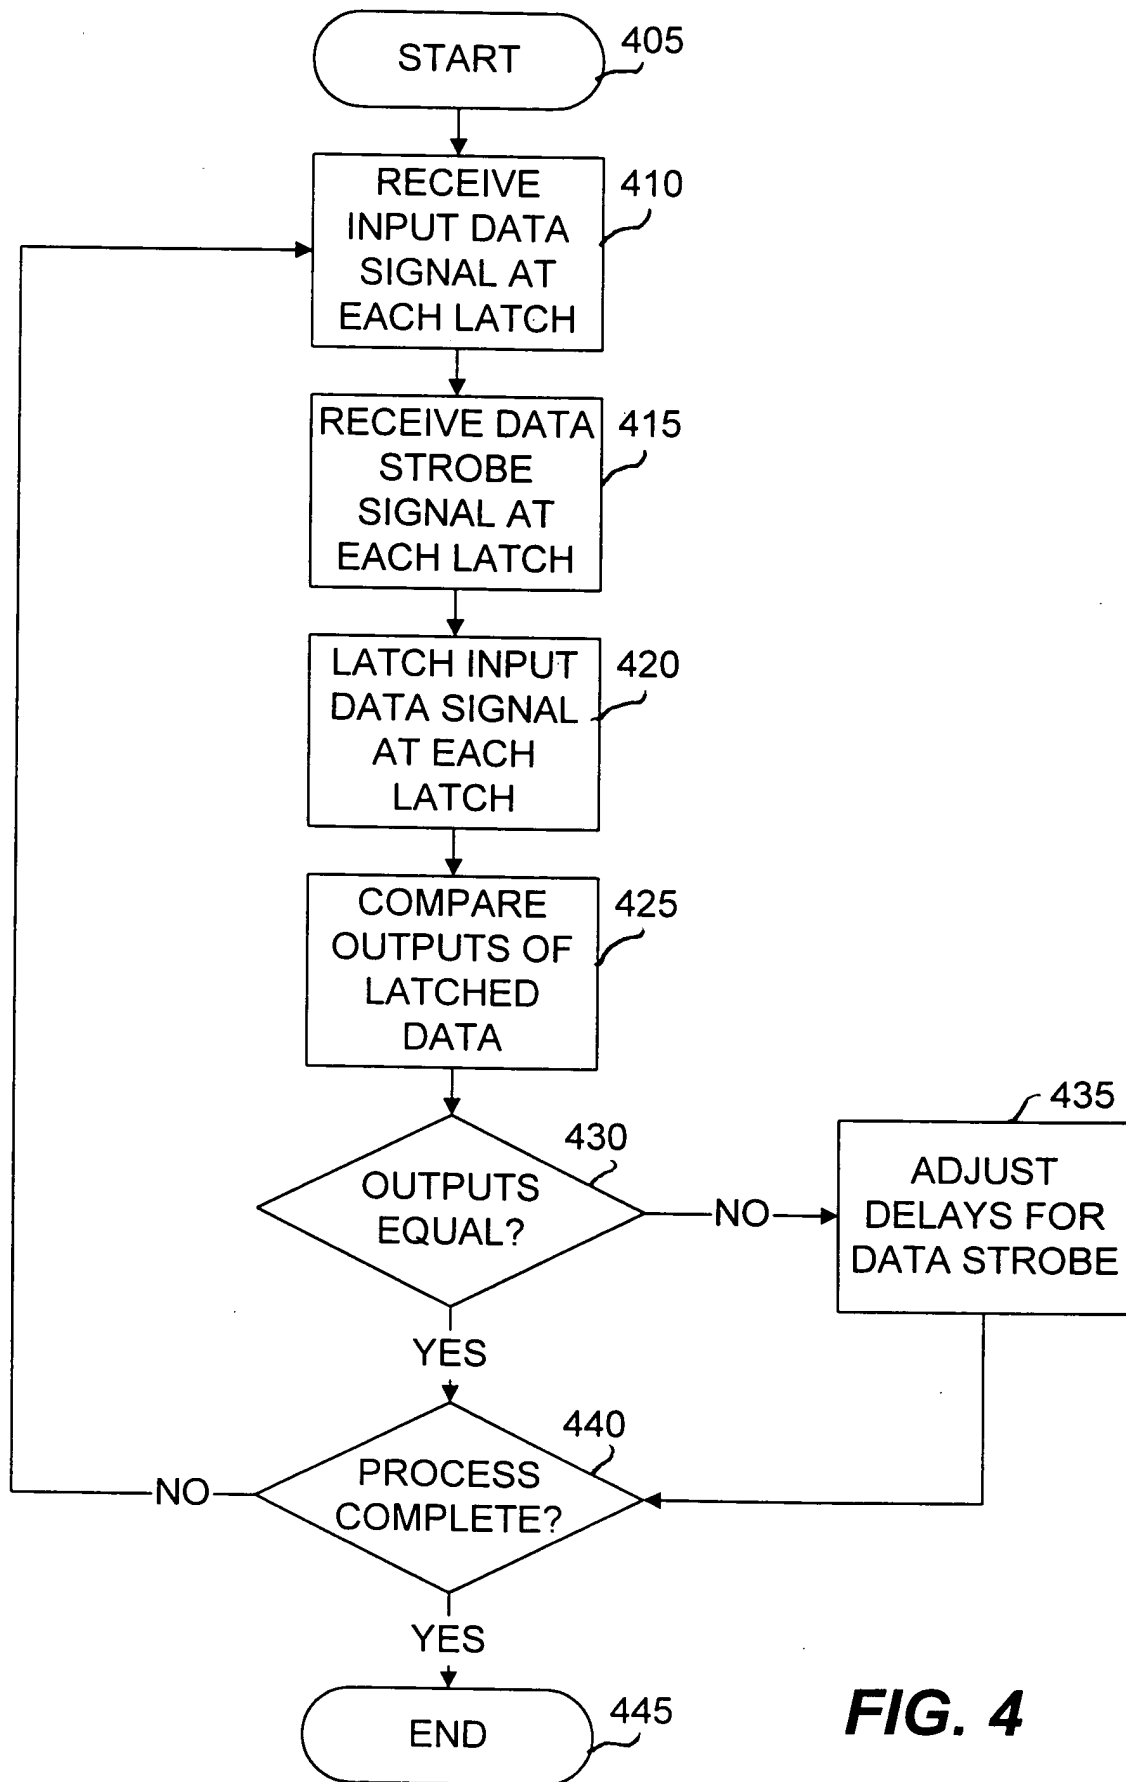 START
405
RECEIVE
INPUT DATA
SIGNAL AT
EACH LATCH
410
RECEIVE DATA
STROBE
SIGNAL AT
EACH LATCH
415
LATCH INPUT
DATA SIGNAL
AT EACH
LATCH
420
COMPARE
OUTPUTS OF
LATCHED
DATA
425
OUTPUTS
EQUAL?
430
NO
ADJUST
DELAYS FOR
DATA STROBE
435
YES
PROCESS
COMPLETE?
440
NO
YES
END
445
FIG. 4